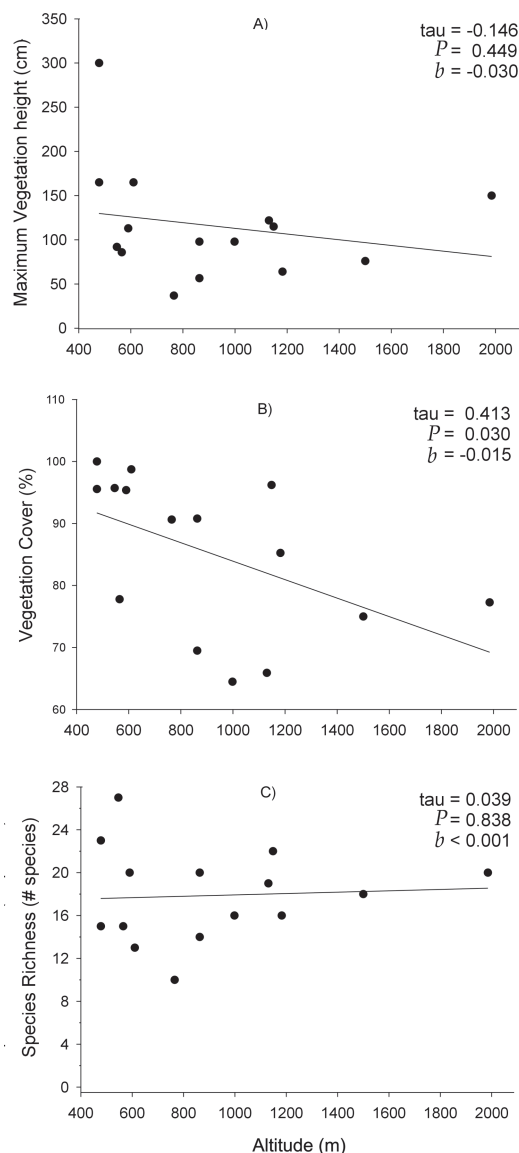 A)
tau = -0.146
P = 0.449
b = -0.030
Maximum Vegetation height (cm)
350
300
250
200
150
100
50
0
400 600 800 1000 1200 1400 1600 1800 2000
B)
tau = 0.413
P = 0.030
b = -0.015
Vegetation Cover (%)
110
100
90
80
70
60
400 600 800 1000 1200 1400 1600 1800 2000
C)
tau = 0.039
P = 0.838
b < 0.001
Species Richness (# species)
28
24
20
16
12
8
4
0
400 600 800 1000 1200 1400 1600 1800 2000
Altitude (m)